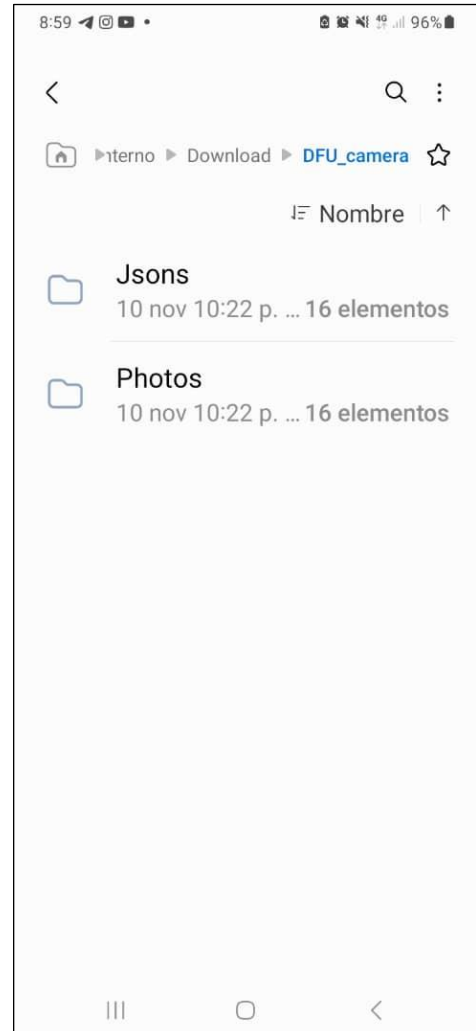 8:59 96%
nterno Download DFU_camera
Nombre
Jsons
10 nov 10:22 p. ... 16 elementos
Photos
10 nov 10:22 p. ... 16 elementos